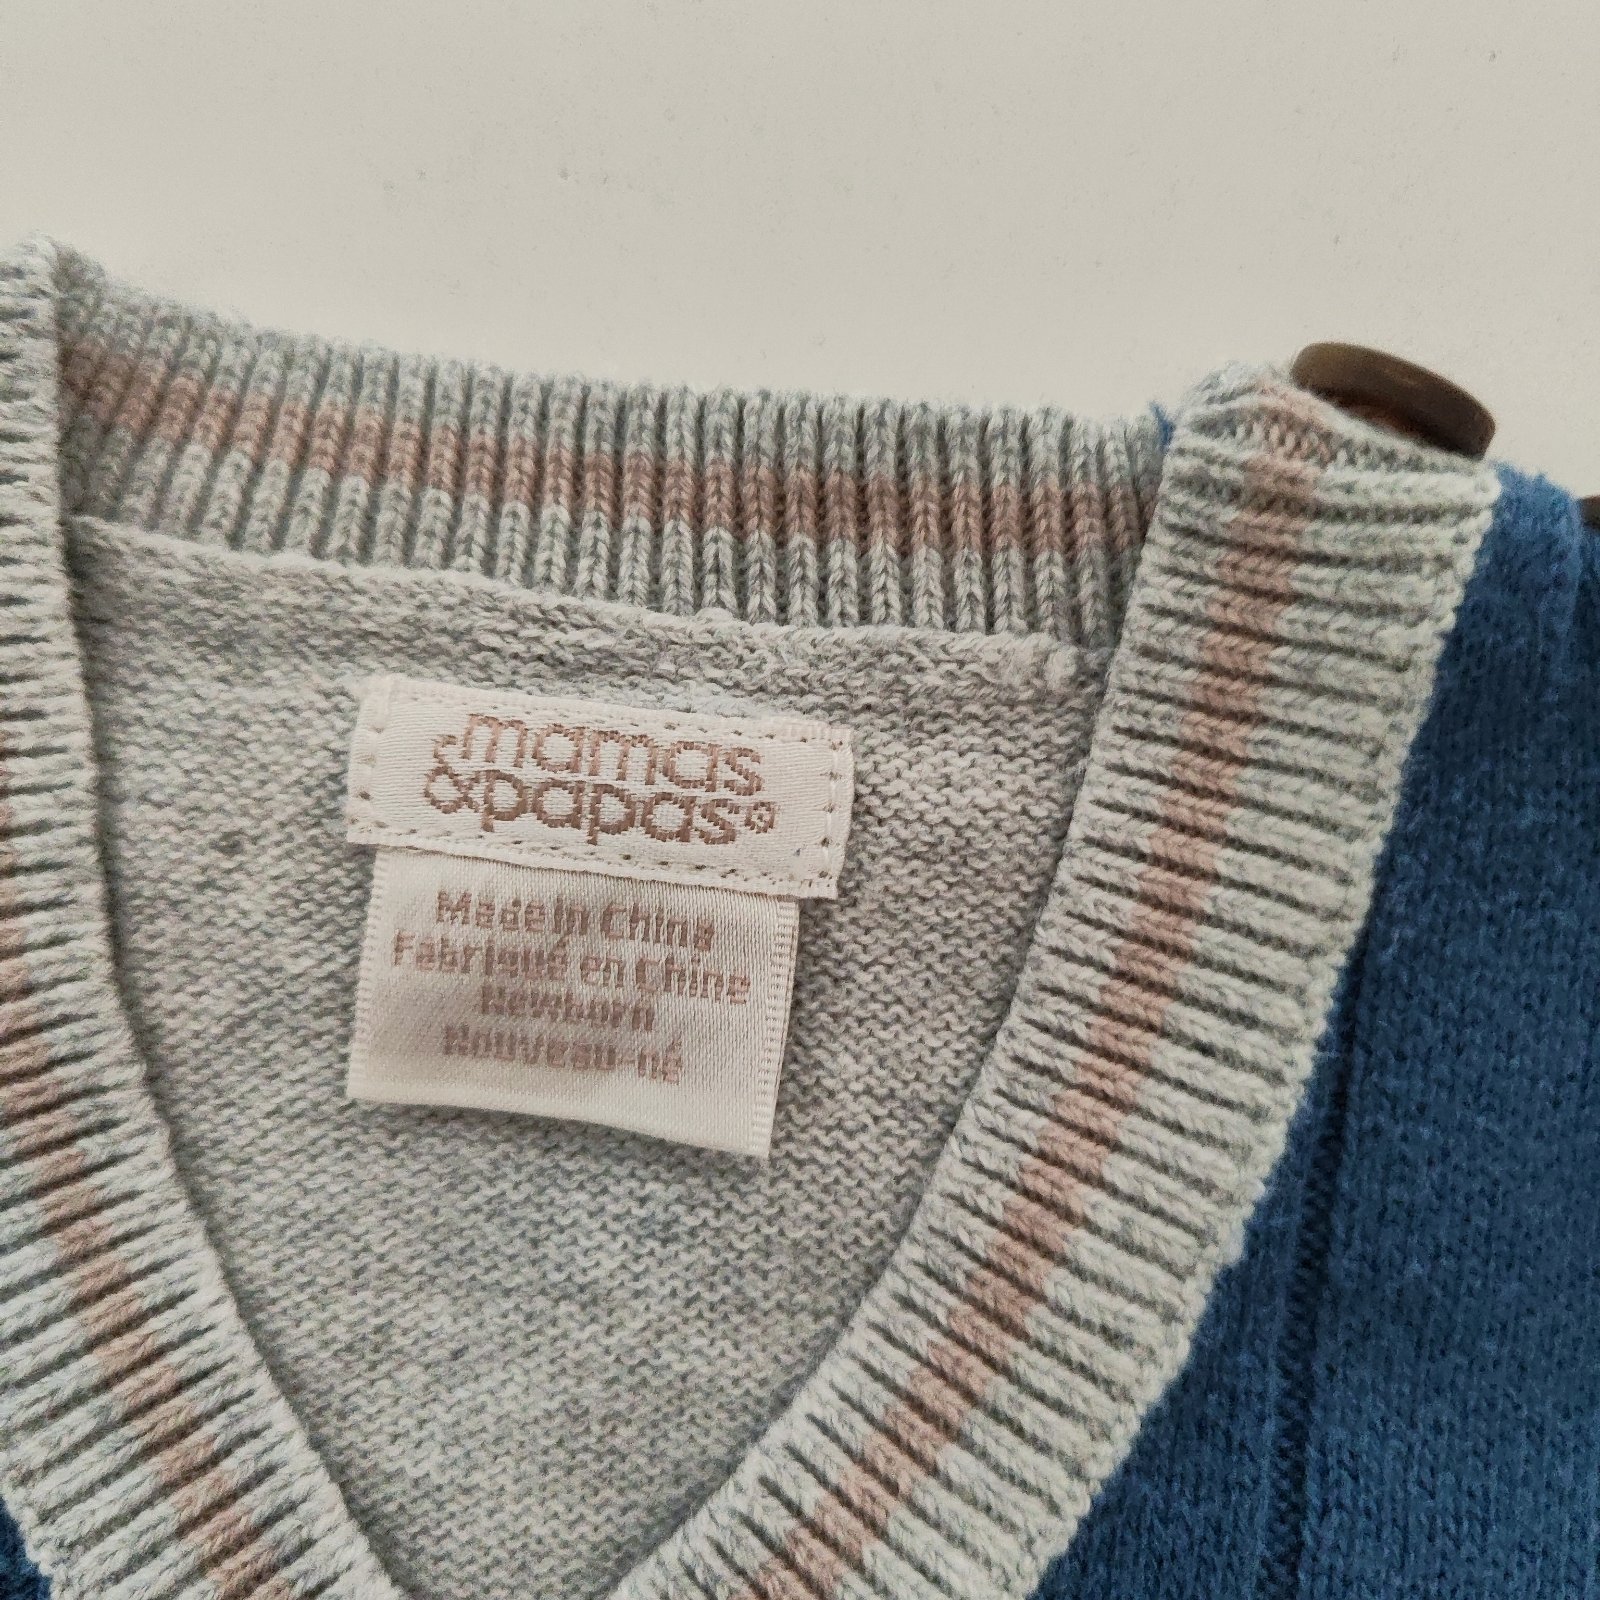 mamas
&papas®
Made in China
Fabriqué en Chine
Newborn
Nouveau-né